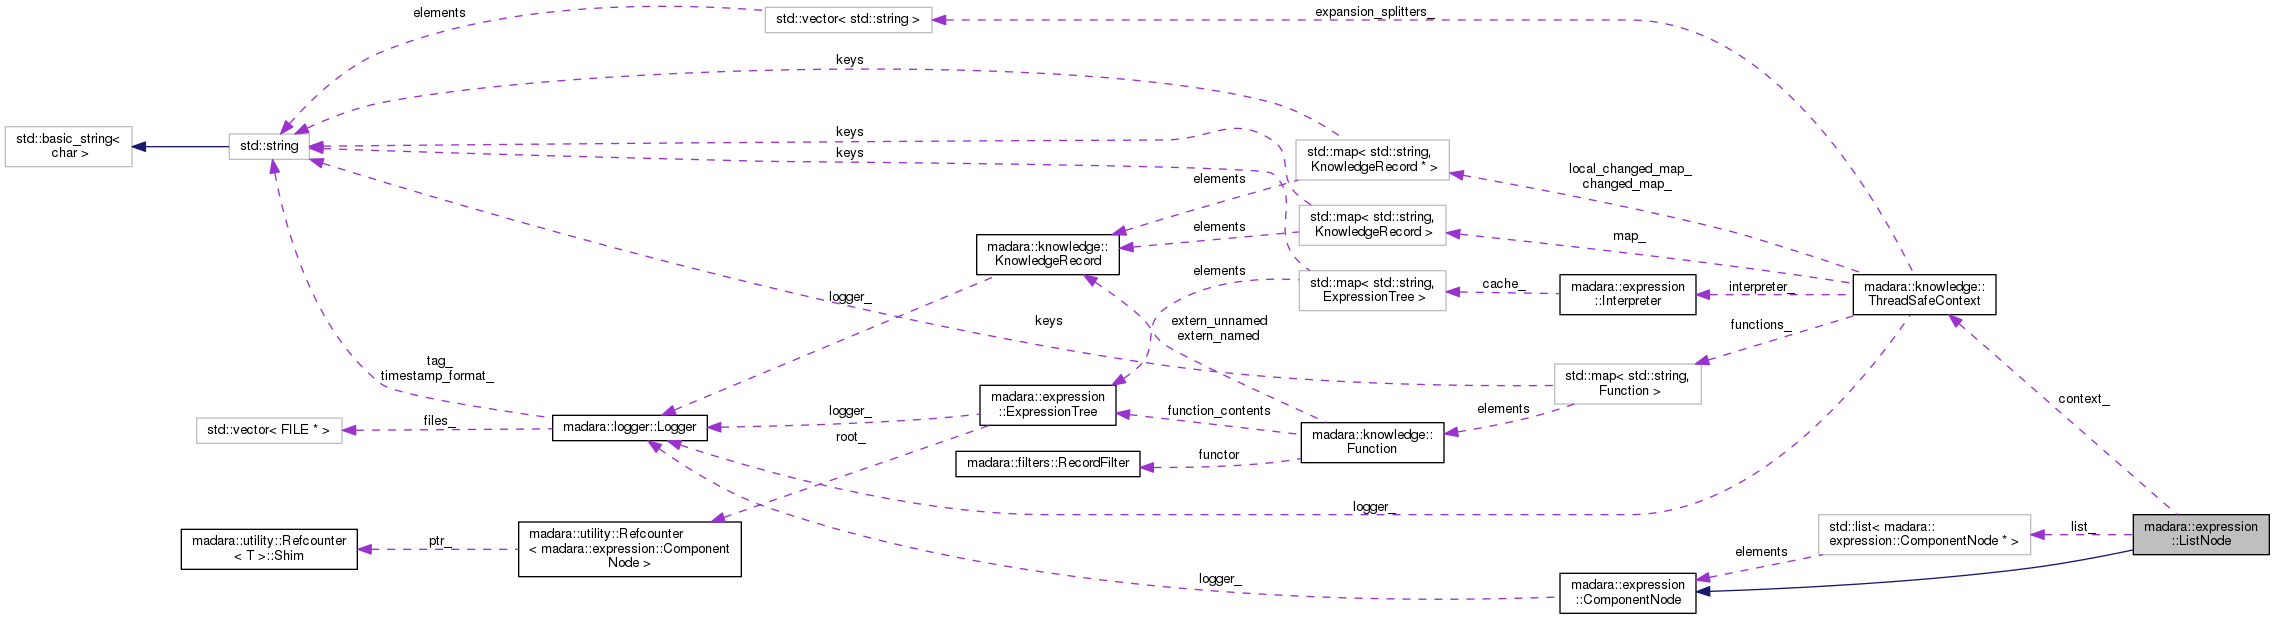 elements
std::vector< std::string >
expansion_splitters_
keys
std::basic_string<
char >
std::string
keys
keys
std::map< std::string,
KnowledgeRecord * >
local_changed_map_
changed_map_
elements
std::map< std::string,
KnowledgeRecord >
elements
map_
madara::knowledge::
KnowledgeRecord
elements
std::map< std::string,
ExpressionTree >
cache_
madara::expression
::Interpreter
interpreter_
madara::knowledge::
ThreadSafeContext
logger_
keys
extern_unnamed
extern_named
functions_
tag_
timestamp_format_
std::map< std::string,
Function >
context_
madara::expression
::ExpressionTree
logger_
function_contents
elements
std::vector< FILE * >
files_
madara::logger::Logger
root_
madara::knowledge::
Function
madara::filters::RecordFilter
functor
logger_
madara::utility::Refcounter
< T >::Shim
ptr_
madara::utility::Refcounter
< madara::expression::Component
Node >
std::list< madara::
expression::ComponentNode * >
list_
madara::expression
::ListNode
elements
logger_
madara::expression
::ComponentNode